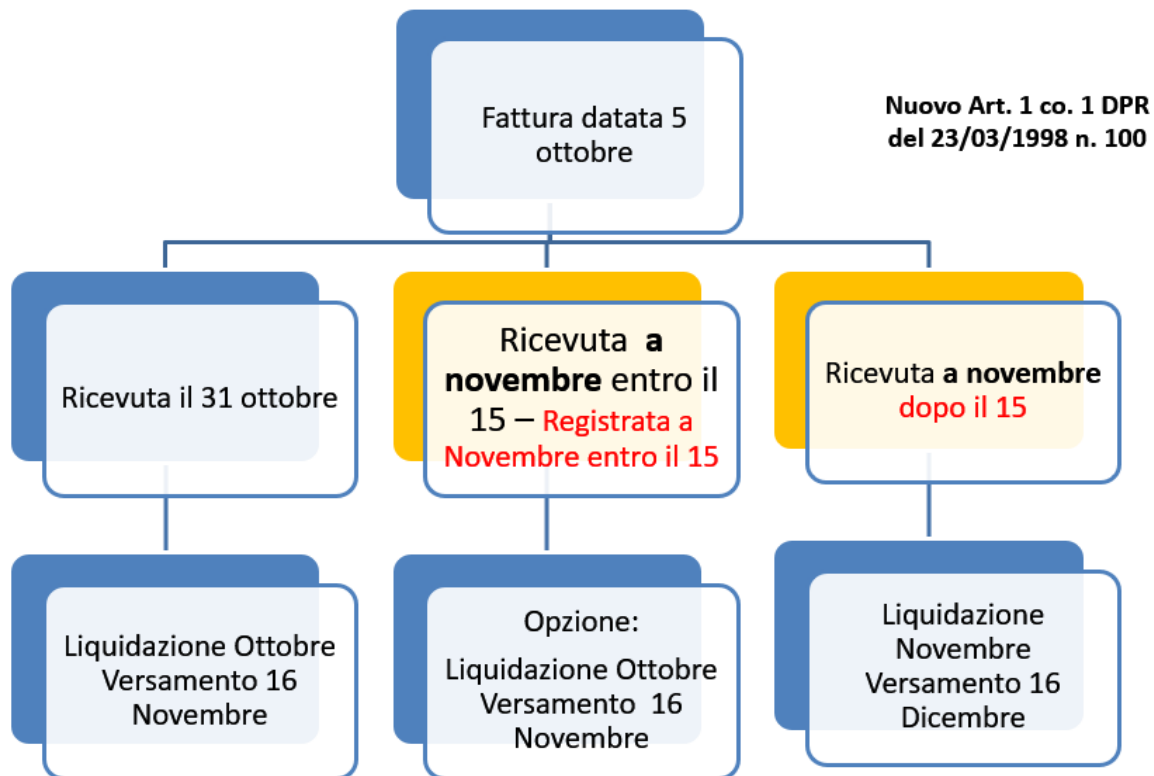 Fattura datata 5
ottobre
Nuovo Art. 1 co. 1 DPR
del 23/03/1998 n. 100
Ricevuta il 31 ottobre
Ricevuta a
novembre entro il
15 – Registrata a
Novembre entro il 15
Ricevuta a novembre
dopo il 15
Liquidazione Ottobre
Versamento 16
Novembre
Opzione:
Liquidazione Ottobre
Versamento 16
Novembre
Liquidazione
Novembre
Versamento 16
Dicembre